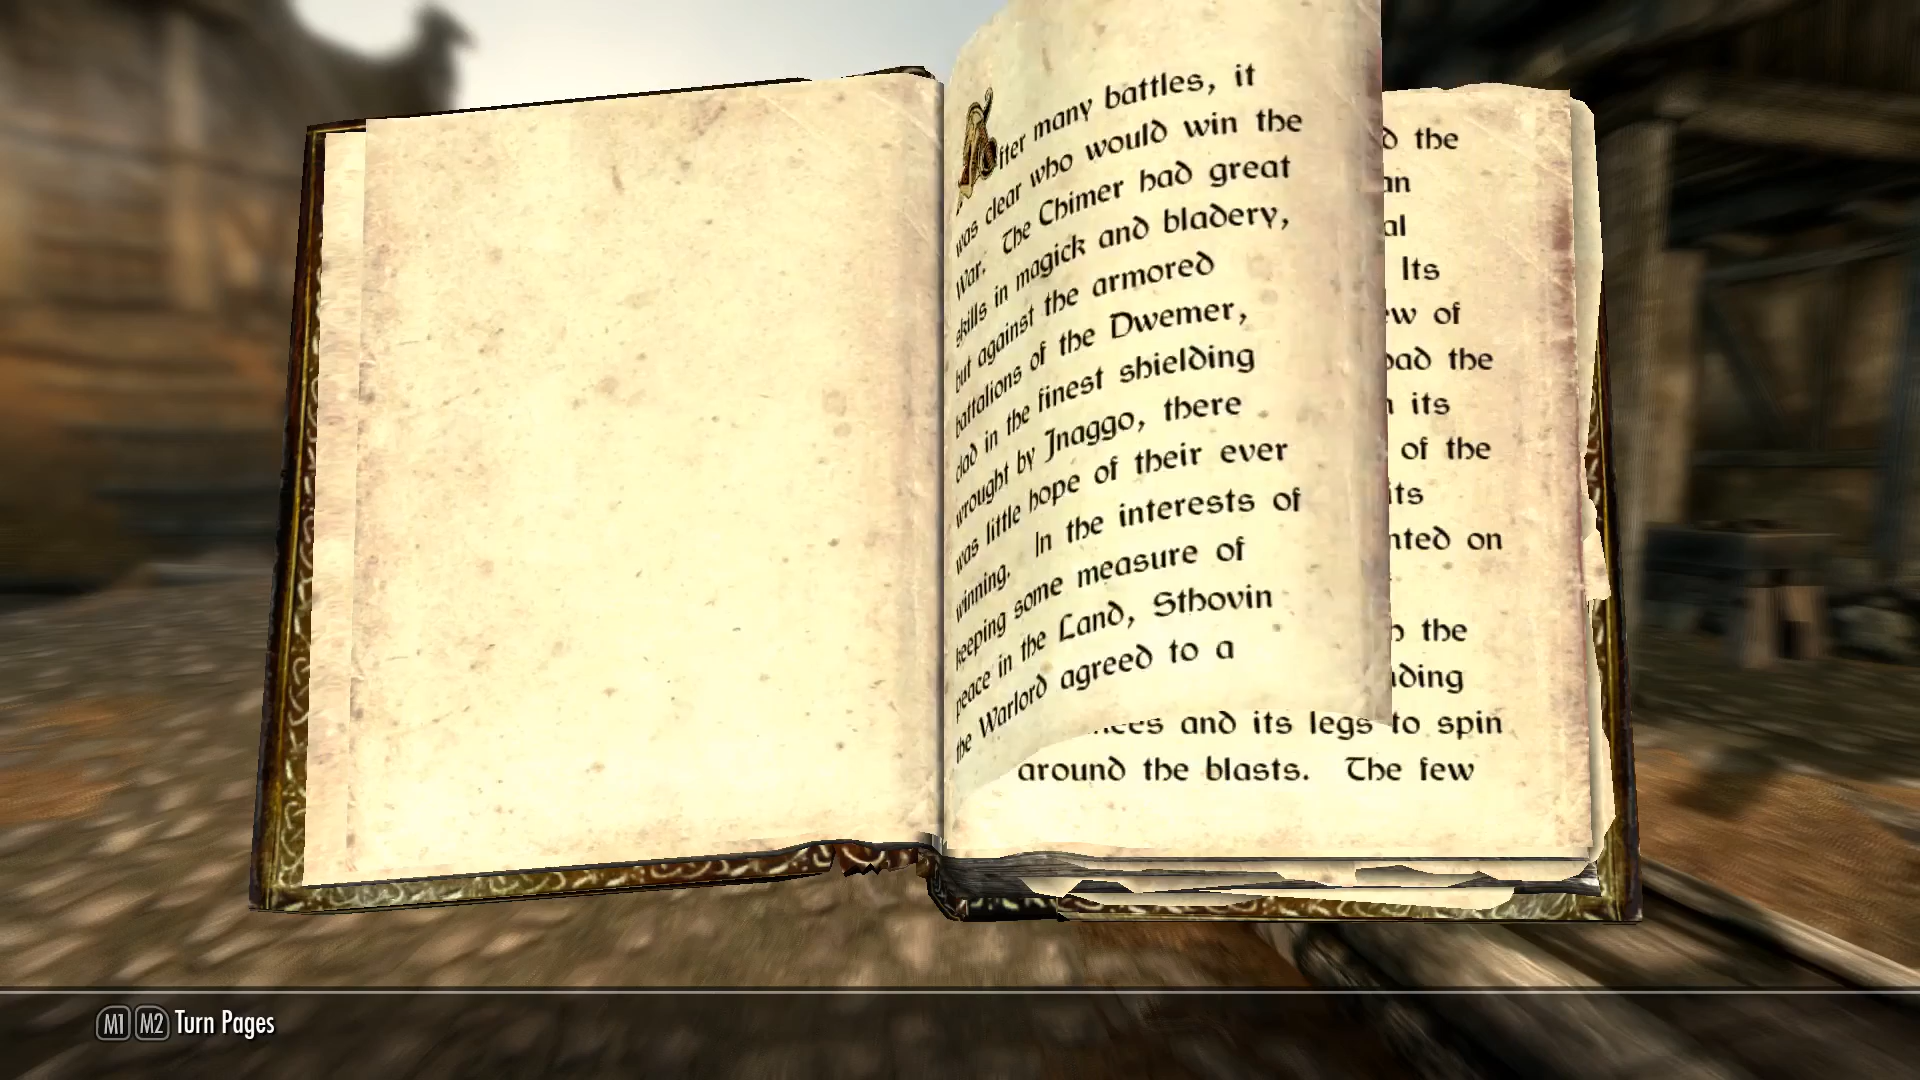 After many battles, it
was clear who would win the
War. The Chimer had great
skills in magick and bladery,
but against the armored
battalions of the Dwemer,
clad in the finest shielding
wrought by Jnaggo, there
was little hope of their ever
winning. In the interests of
keeping some measure of
peace in the Land, Sthovin
the Warlord agreed to a
the
Its
of
the
its
of the
on
the
and its legs to spin
around the blasts. The few
M1 M2 Turn Pages